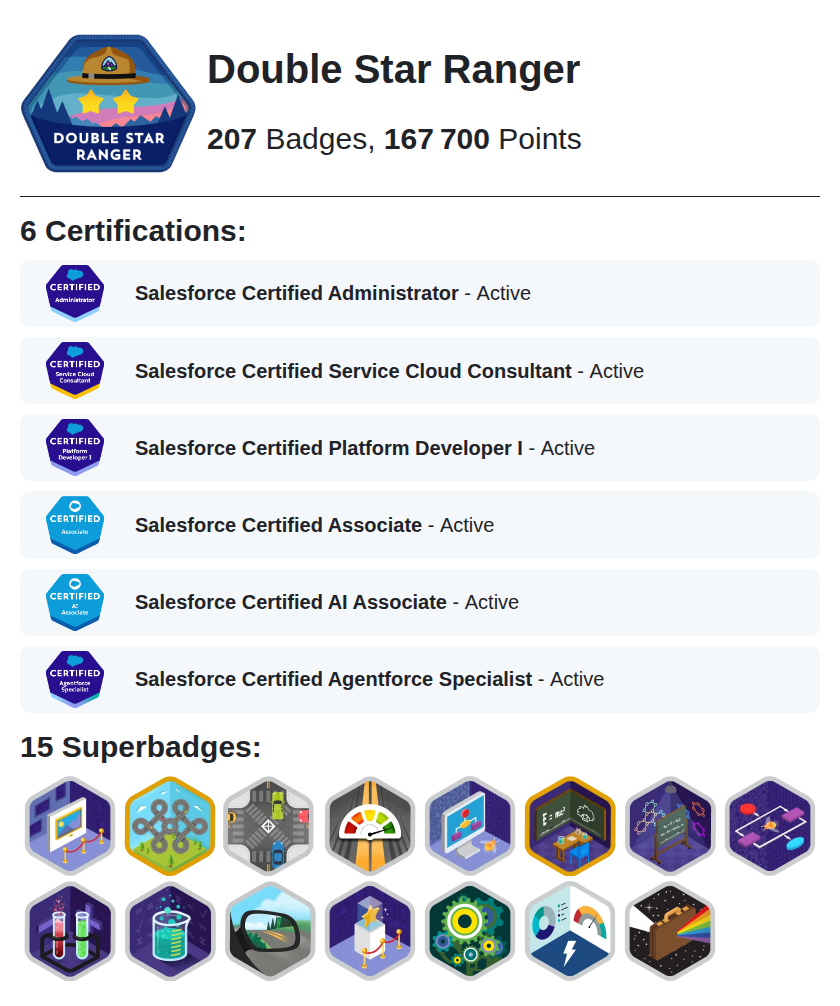 DOUBLE STAR
RANGER
Double Star Ranger
207 Badges, 167 700 Points
6 Certifications:
CERTIFIED
Administrator
Salesforce Certified Administrator - Active
CERTIFIED
Service Cloud
Consultant
Salesforce Certified Service Cloud Consultant - Active
CERTIFIED
Platform
Developer I
Salesforce Certified Platform Developer I - Active
CERTIFIED
Associate
Salesforce Certified Associate - Active
CERTIFIED
AI
Associate
Salesforce Certified AI Associate - Active
CERTIFIED
Agentforce
Specialist
Salesforce Certified Agentforce Specialist - Active
15 Superbadges:
E=mc²